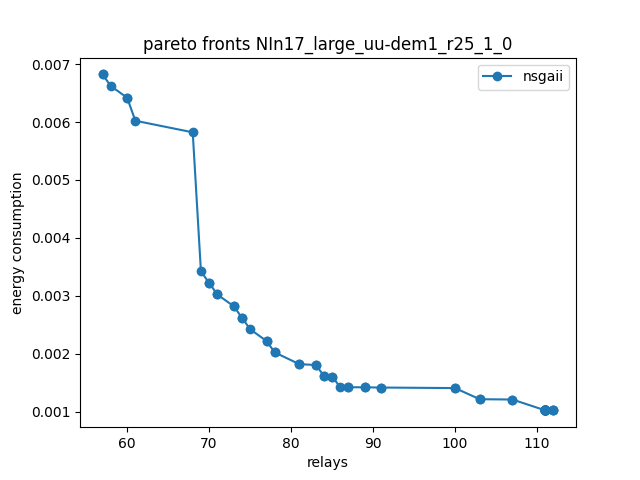 pareto fronts NIn17_large_uu-dem1_r25_1_0
nsgaii
0.007
0.006
0.005
0.004
0.003
0.002
0.001
energy consumption
60 70 80 90 100 110
relays